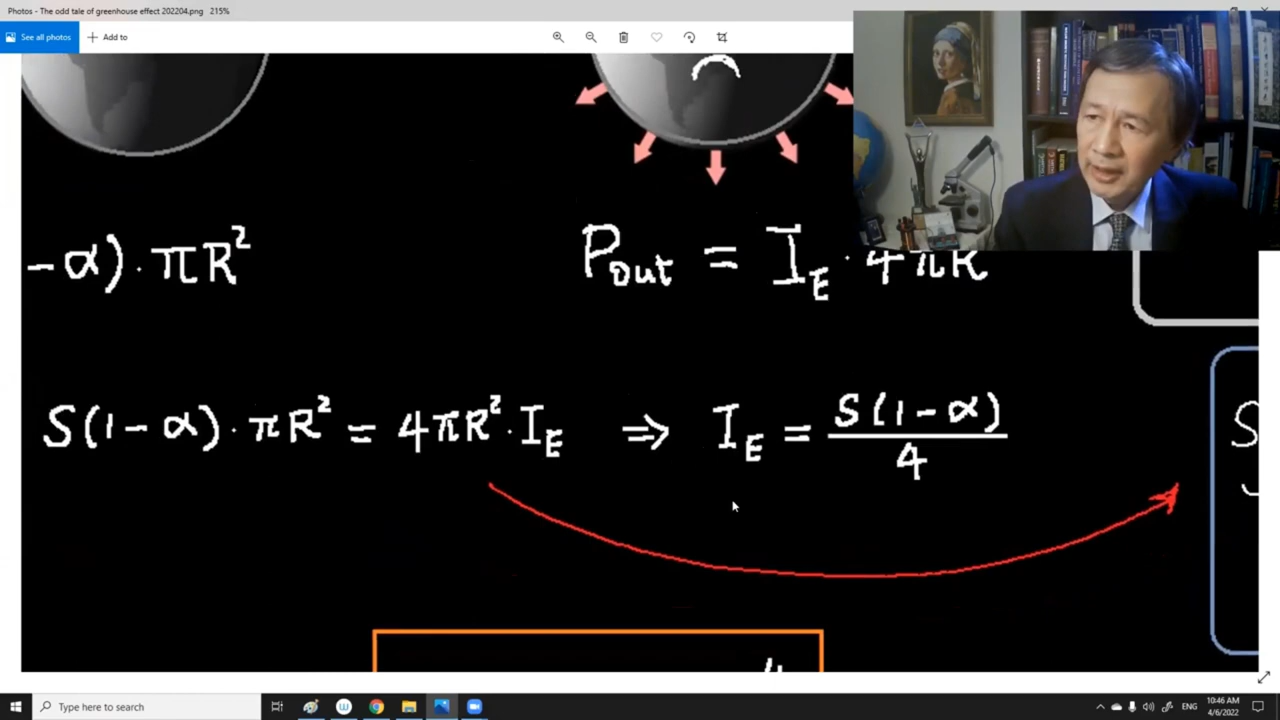 Photos - The odd tale of greenhouse effect 202204.png 215%
See all photos + Add to
-α)·πR²
P_out = I_E · 4πR
S(1-α)·πR² = 4πR²·I_E ⇒ I_E = S(1-α)/4
S
4
Type here to search
ENG
10:46 AM
4/6/2022